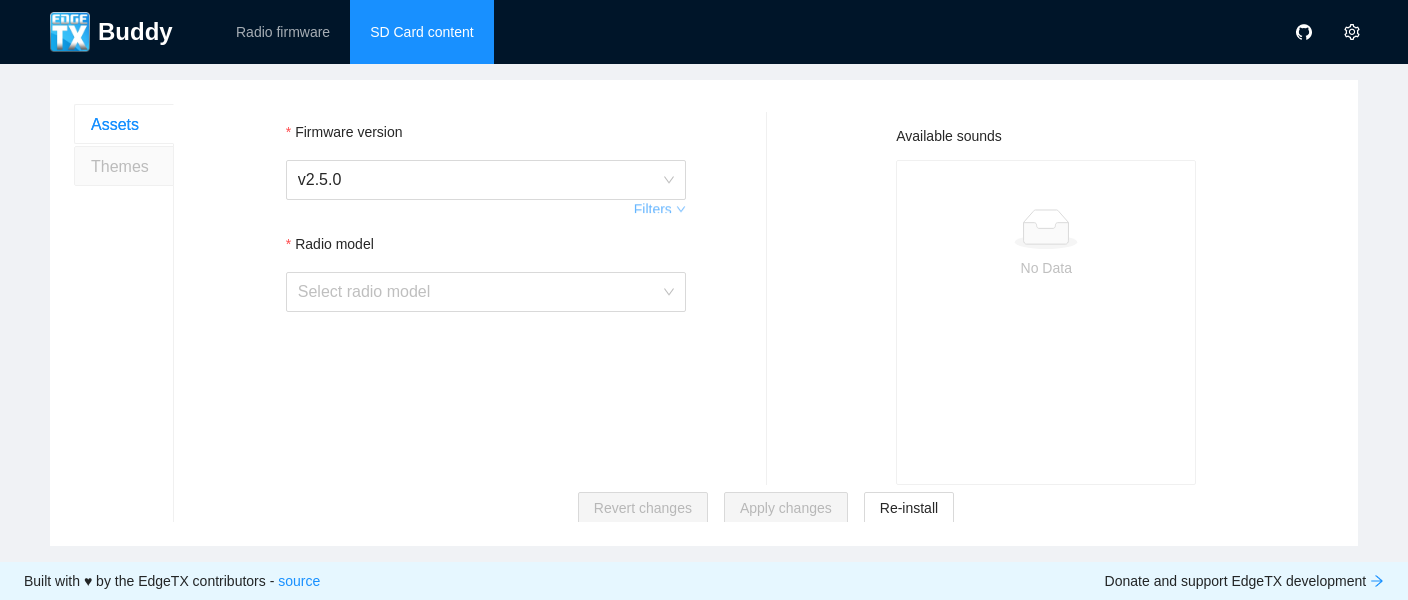 EDGE
TX
Buddy
Radio firmware
SD Card content
Assets
Themes
* Firmware version
v2.5.0
Filters
* Radio model
Select radio model
Available sounds
No Data
Revert changes
Apply changes
Re-install
Built with ♥ by the EdgeTX contributors - source
Donate and support EdgeTX development →